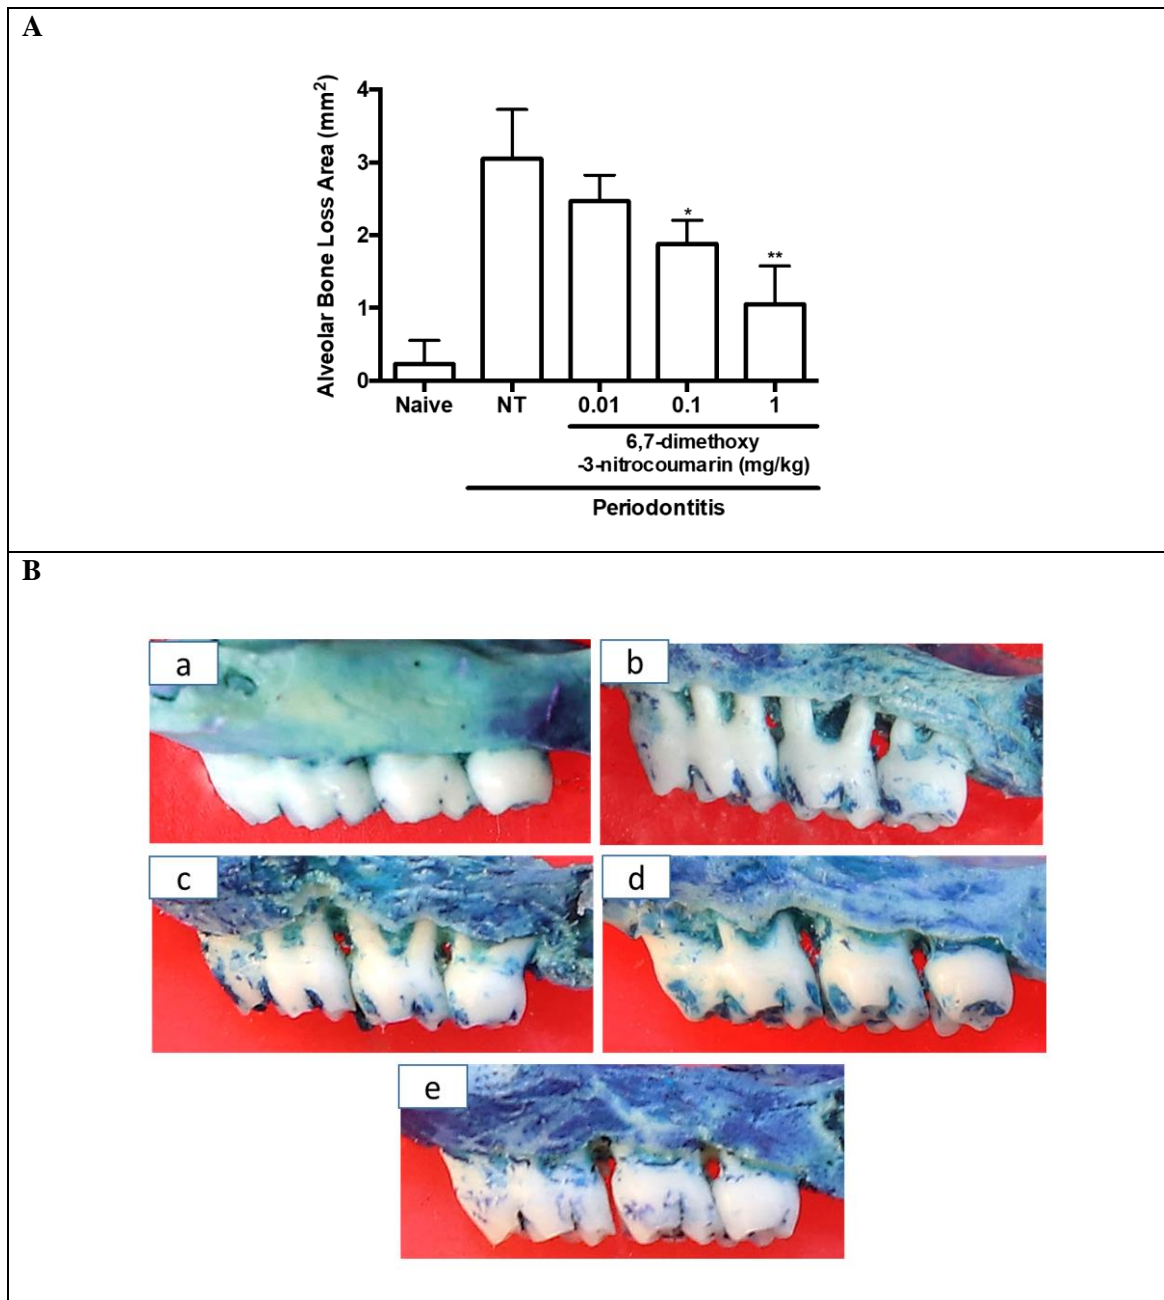 A
4
3
2
1
0
Alveolar Bone Loss Area (mm²)
*
**
Naive NT 0.01 0.1 1
6,7-dimethoxy
-3-nitrocoumarin (mg/kg)
Periodontitis
B
a
b
c
d
e